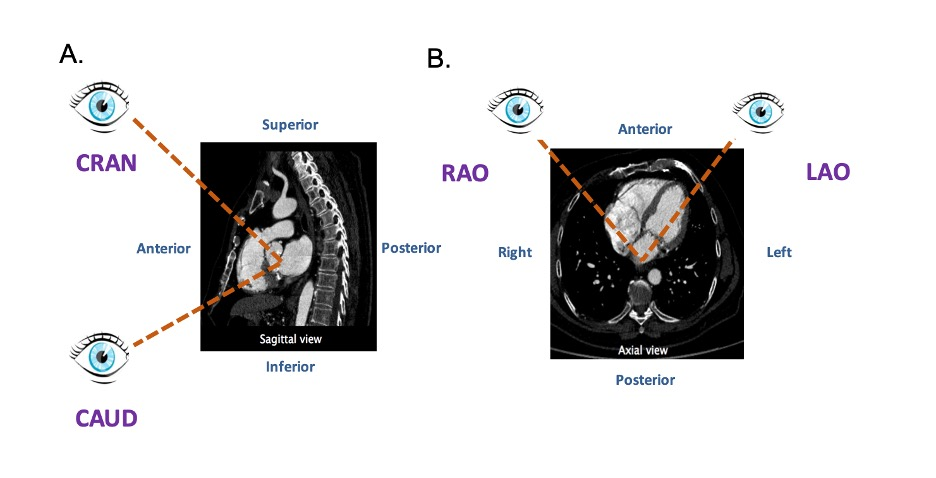 A.
CRAN
Superior
Anterior
Posterior
Sagittal view
Inferior
CAUD
B.
RAO
Anterior
LAO
Right
Left
Axial view
Posterior